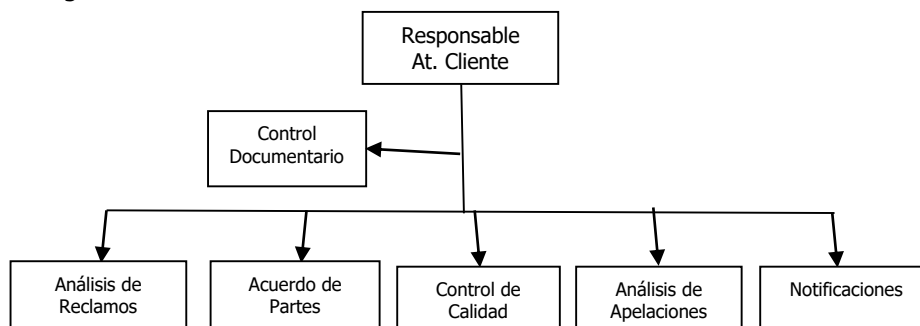 Responsable
At. Cliente
Control
Documentario
Análisis de
Reclamos
Acuerdo de
Partes
Control de
Calidad
Análisis de
Apelaciones
Notificaciones